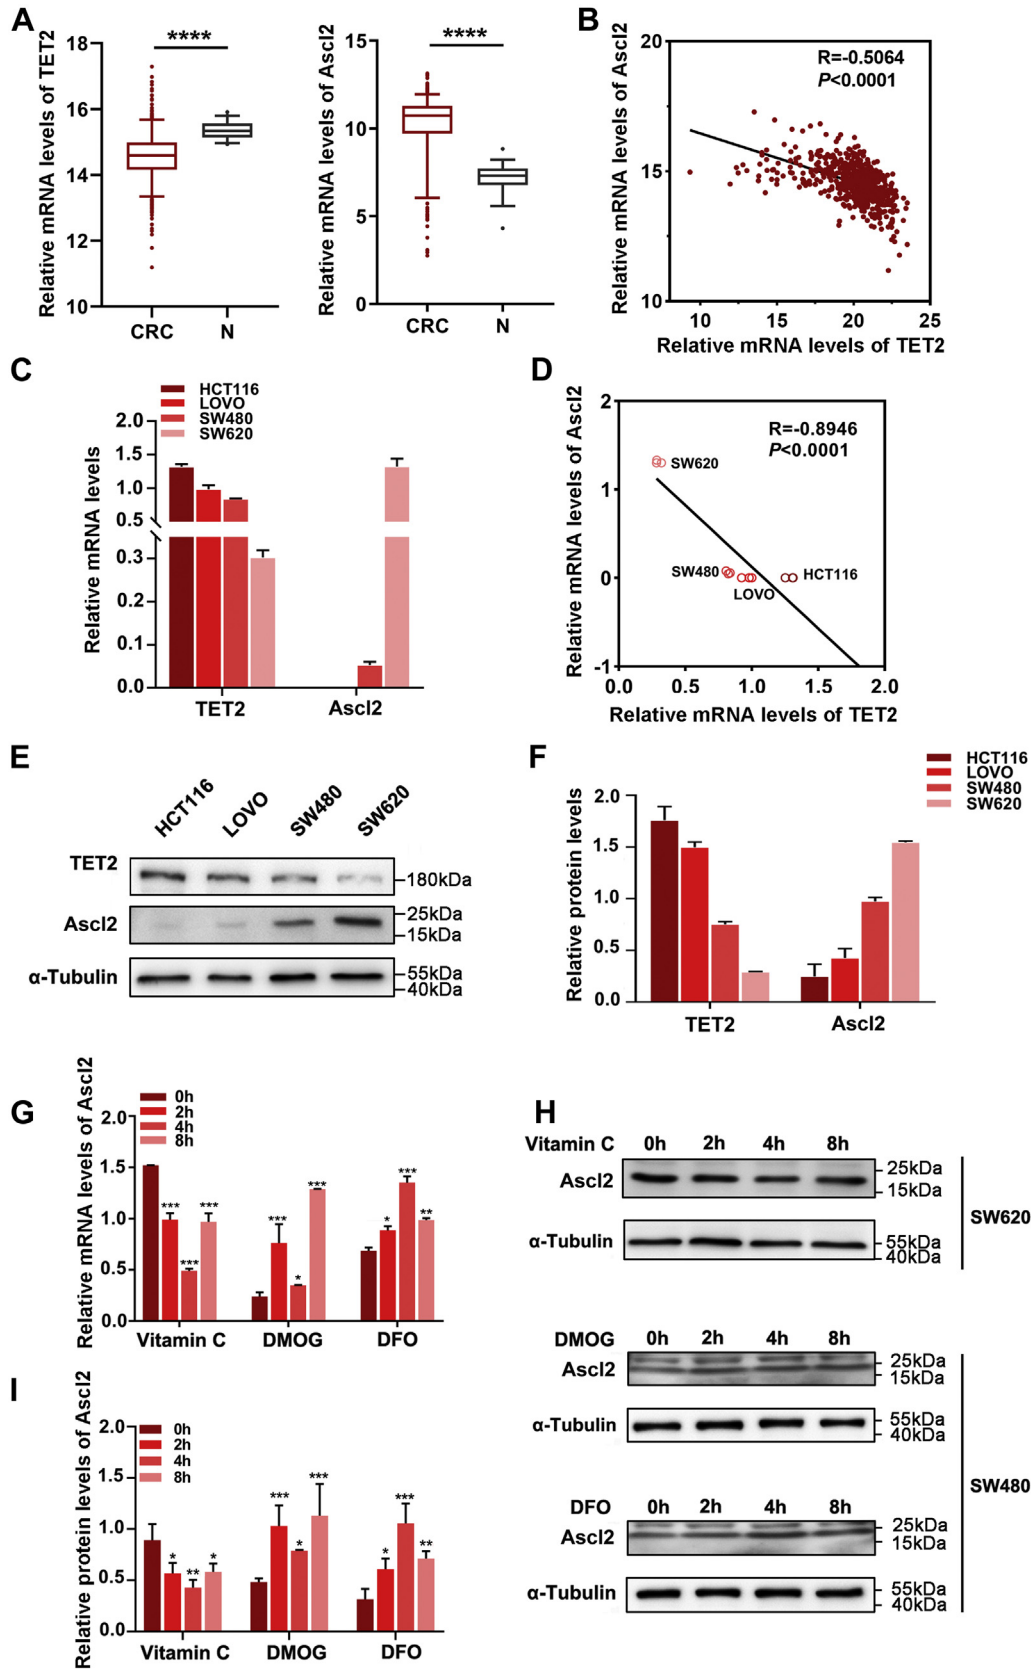 A
Relative mRNA levels of TET2
18
16
14
12
10
****
CRC
N
Relative mRNA levels of Ascl2
15
10
5
0
****
CRC
N
B
Relative mRNA levels of Ascl2
20
15
10
R=-0.5064
P<0.0001
10
15
20
25
Relative mRNA levels of TET2
C
HCT116
LOVO
SW480
SW620
Relative mRNA levels
2.0
1.5
1.0
0.5
0.3
0.2
0.1
0.0
TET2
Ascl2
D
Relative mRNA levels of Ascl2
2
1
0
-1
R=-0.8946
P<0.0001
SW620
SW480
LOVO
HCT116
0.0
0.5
1.0
1.5
2.0
Relative mRNA levels of TET2
E
HCT116
LOVO
SW480
SW620
TET2
180kDa
Ascl2
25kDa
15kDa
α-Tubulin
55kDa
40kDa
F
HCT116
LOVO
SW480
SW620
Relative protein levels
2.0
1.5
1.0
0.5
0.0
TET2
Ascl2
G
0h
2h
4h
8h
Relative mRNA levels of Ascl2
2.0
1.5
1.0
0.5
0.0
***
***
***
***
*
***
*
***
**
Vitamin C
DMOG
DFO
H
Vitamin C 0h 2h 4h 8h
Ascl2
25kDa
15kDa
α-Tubulin
55kDa
40kDa
SW620
DMOG 0h 2h 4h 8h
Ascl2
25kDa
15kDa
α-Tubulin
55kDa
40kDa
DFO 0h 2h 4h 8h
Ascl2
25kDa
15kDa
α-Tubulin
55kDa
40kDa
SW480
I
0h
2h
4h
8h
Relative protein levels of Ascl2
2.0
1.5
1.0
0.5
0.0
*
**
*
***
*
***
*
***
**
Vitamin C
DMOG
DFO